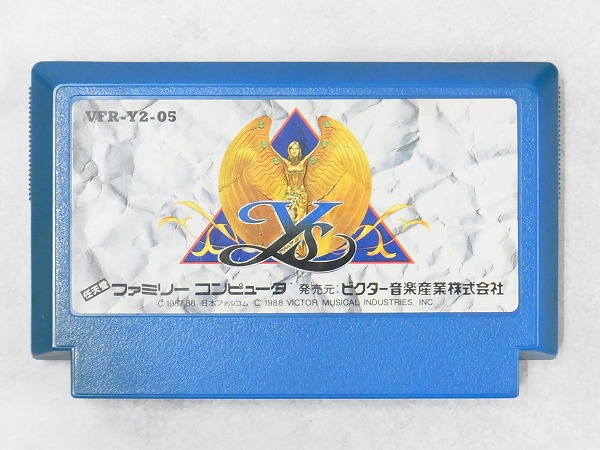 VFR-Y2-05
Ys
任天堂 ファミリー コンピュータ 発売元:ビクター音楽産業株式会社
© 1987,88 日本ファルコム © 1988 VICTOR MUSICAL INDUSTRIES, INC.